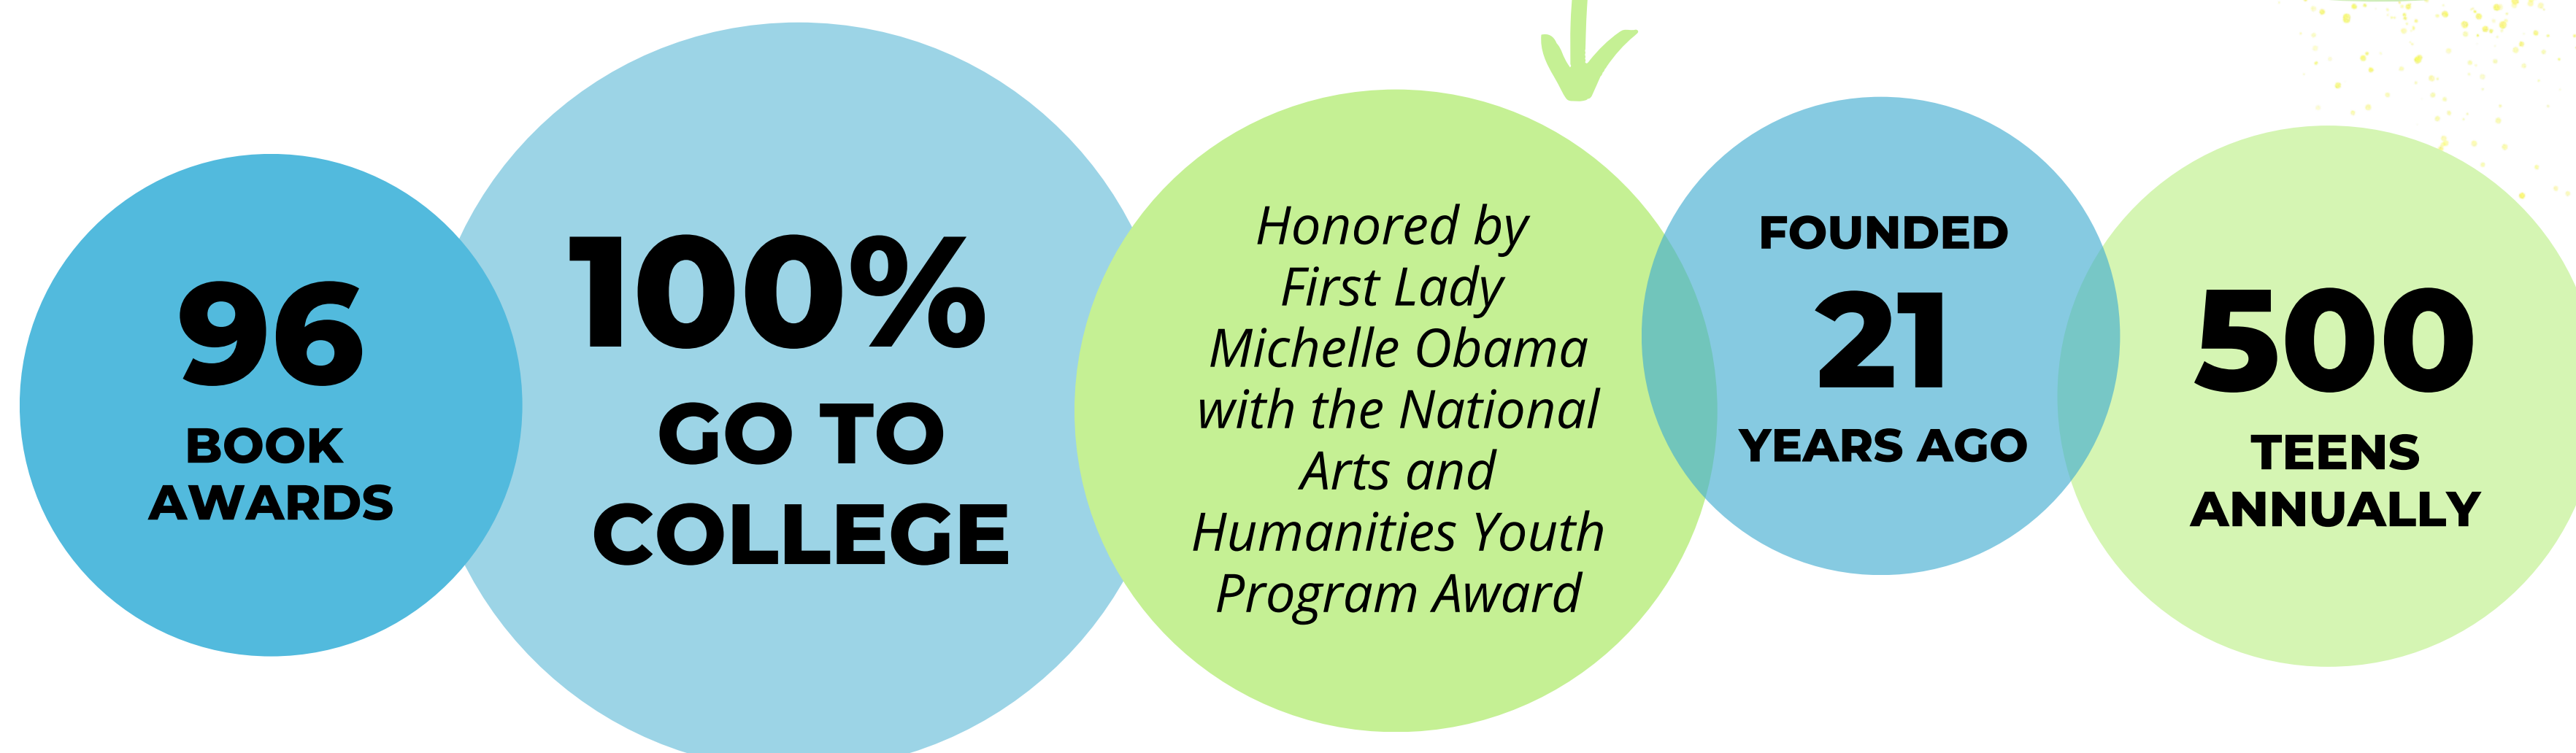 96
BOOK
AWARDS
100%
GO TO
COLLEGE
Honored by
First Lady
Michelle Obama
with the National
Arts and
Humanities Youth
Program Award
FOUNDED
21
YEARS AGO
500
TEENS
ANNUALLY